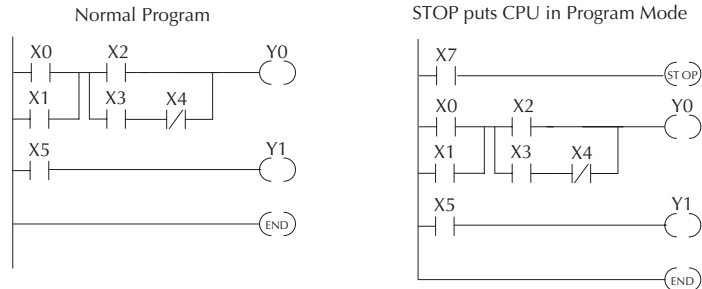 Normal Program
X0 X2 Y0
X1 X3 X4
X5 Y1
END
STOP puts CPU in Program Mode
X7
STOP
X0 X2 Y0
X1 X3 X4
X5 Y1
END